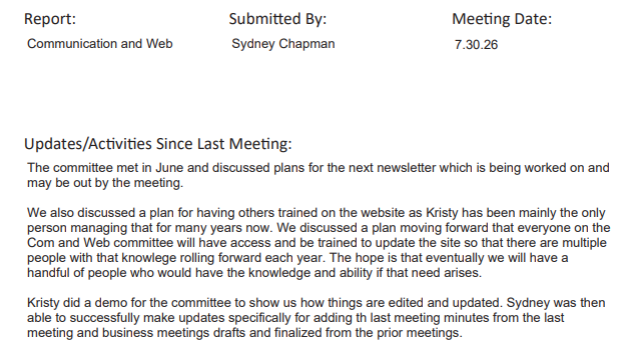 Report: Submitted By: Meeting Date:
Communication and Web Sydney Chapman 7.30.26
Updates/Activities Since Last Meeting:
The committee met in June and discussed plans for the next newsletter which is being worked on and
may be out by the meeting.
We also discussed a plan for having others trained on the website as Kristy has been mainly the only
person managing that for many years now. We discussed a plan moving forward that everyone on the
Com and Web committee will have access and be trained to update the site so that there are multiple
people with that knowlege rolling forward each year. The hope is that eventually we will have a
handful of people who would have the knowledge and ability if that need arises.
Kristy did a demo for the committee to show us how things are edited and updated. Sydney was then
able to successfully make updates specifically for adding th last meeting minutes from the last
meeting and business meetings drafts and finalized from the prior meetings.